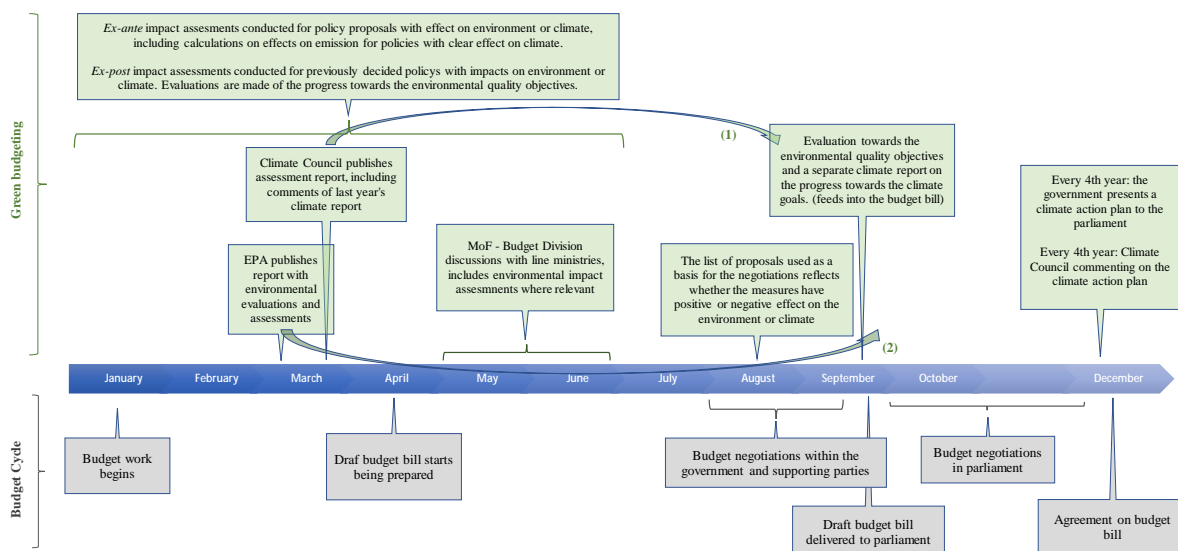 Green budgeting
Ex-ante impact assesments conducted for policy proposals with effect on environment or climate,
including calculations on effects on emission for policies with clear effect on climate.
Ex-post impact assessments conducted for previously decided policys with impacts on environment or
climate. Evaluations are made of the progress towards the environmental quality objectives.
(1)
Climate Council publishes
assessment report, including
comments of last year's
climate report
Evaluation towards the
environmental quality objectives
and a separate climate report on
the progress towards the climate
goals. (feeds into the budget bill)
Every 4th year: the
government presents a
climate action plan to the
parliament
Every 4th year: Climate
Council commenting on the
climate action plan
EPA publishes
report with
environmental
evaluations and
assessments
MoF - Budget Division
discussions with line ministries,
includes environmental impact
assesmnents where relevant
The list of proposals used as a
basis for the negotiations reflects
whether the measures have
positive or negative effect on the
environment or climate
(2)
January
February
March
April
May
June
July
August
September
October
December
Budget Cycle
Budget work
begins
Draf budget bill starts
being prepared
Budget negotiations within the
government and supporting parties
Budget negotiations
in parliament
Draft budget bill
delivered to parliament
Agreement on budget
bill